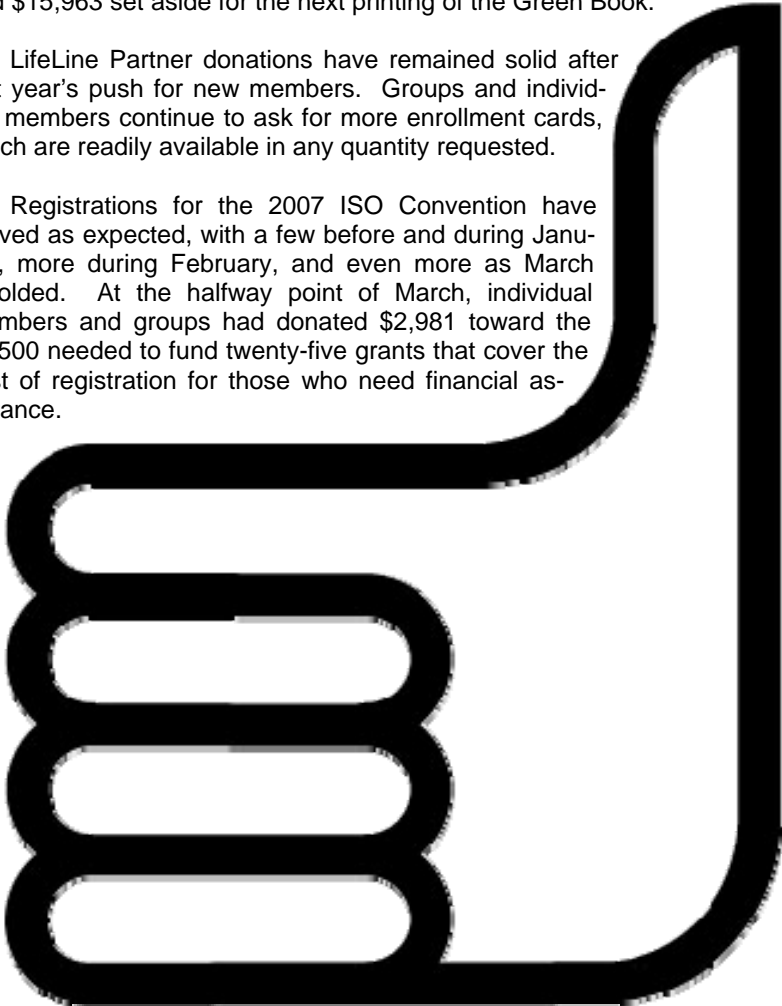 d $15,963 set aside for the next printing of the Green Book.
LifeLine Partner donations have remained solid after
t year's push for new members. Groups and individ-
members continue to ask for more enrollment cards,
ch are readily available in any quantity requested.
Registrations for the 2007 ISO Convention have
ved as expected, with a few before and during Janu-
, more during February, and even more as March
olded. At the halfway point of March, individual
mbers and groups had donated $2,981 toward the
500 needed to fund twenty-five grants that cover the
st of registration for those who need financial as-
ance.